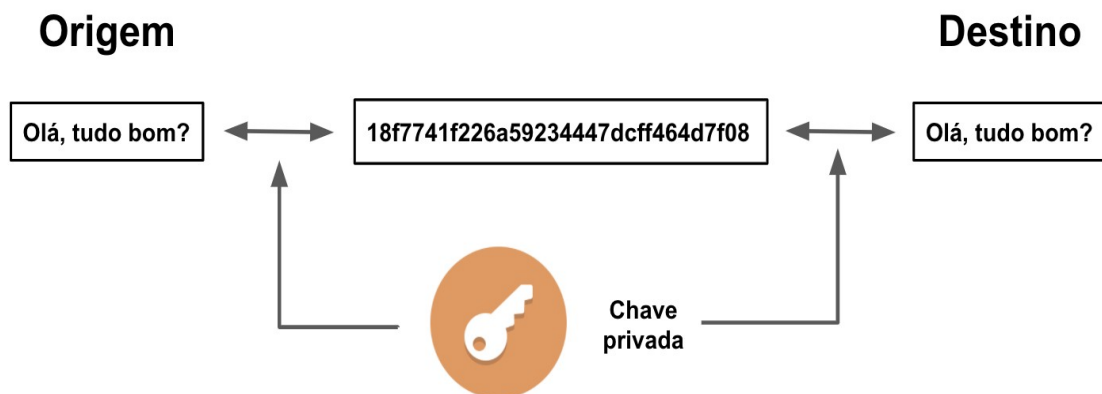 Origem
Destino
Olá, tudo bom?
18f7741f226a59234447dcff464d7f08
Olá, tudo bom?
Chave
privada